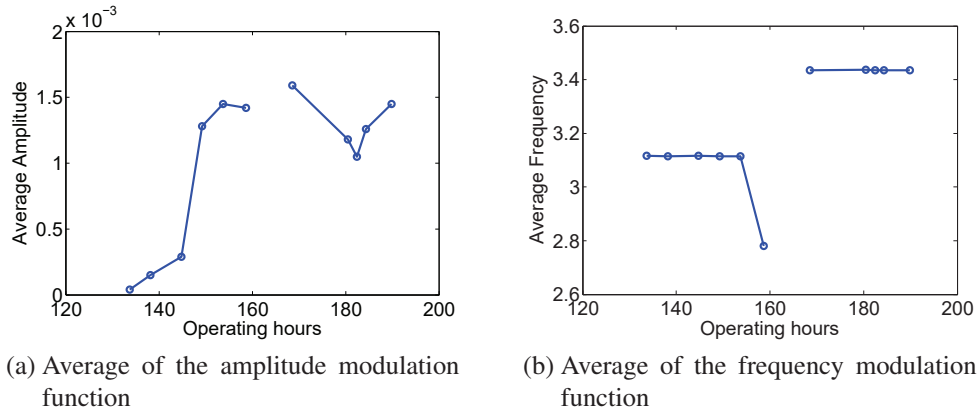 2 x 10⁻³
1.5
1
0.5
0
120 140 160 180 200
Average Amplitude
Operating hours
(a) Average of the amplitude modulation
function
3.6
3.4
3.2
3
2.8
2.6
120 140 160 180 200
Average Frequency
Operating hours
(b) Average of the frequency modulation
function